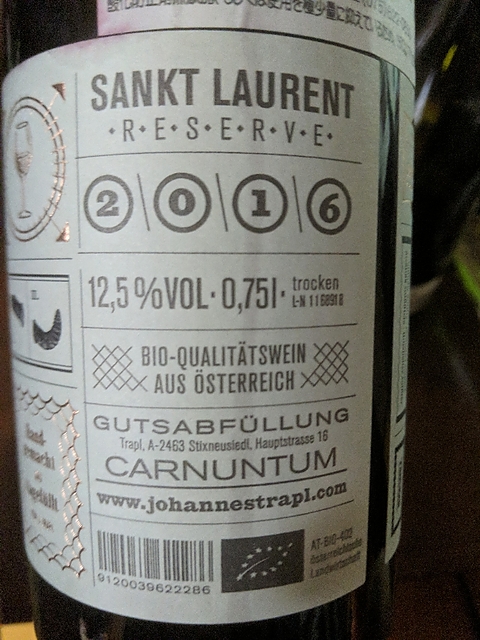 SANKT LAURENT
·R·E·S·E·R·V·E·
2\0\1\6
12,5%VOL·0,75l· trocken
L-N 1168918
BIO-QUALITÄTSWEIN
AUS ÖSTERREICH
GUTSABFÜLLUNG
Trapl, A-2463 Stixneusiedl, Hauptstrasse 16
CARNUNTUM
www.johannestrapl.com
9120039622286
AT-BIO-402
österreichische
Landwirtschaft